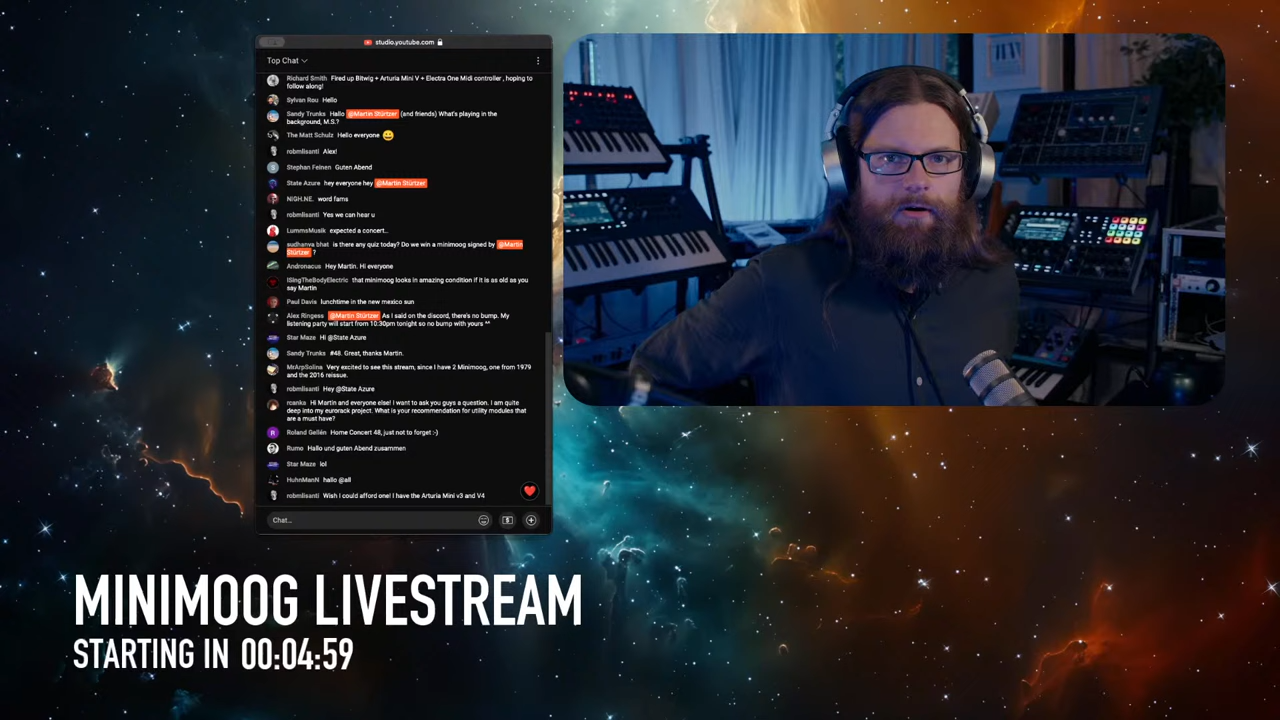 studio.youtube.com
Top Chat
Richard Smith Fired up Bitwig + Arturia Mini V + Electra One Midi controller , hoping to
follow along!
Sylvan Rou Hello
Sandy Trunks Hallo @Martin Stürtzer (and friends) What's playing in the
background, M.S.?
The Matt Schulz Hello everyone 😀
robmlisanti Alex!
Stephan Feinen Guten Abend
State Azure hey everyone hey @Martin Stürtzer
NIGH.NE. word fams
robmlisanti Yes we can hear u
LummsMusik expected a concert...
sudhanva bhat is there any quiz today? Do we win a minimoog signed by @Martin
Stürtzer ?
Andronacus Hey Martin. Hi everyone
ISingTheBodyElectric that minimoog looks in amazing condition if it is as old as you
say Martin
Paul Davis lunchtime in the new mexico sun
Alex Ringess @Martin Stürtzer As I said on the discord, there's no bump. My
listening party will start from 10:30pm tonight so no bump with yours ^^
Star Maze Hi @State Azure
Sandy Trunks #48. Great, thanks Martin.
MrArpSolina Very excited to see this stream, since I have 2 Minimoog, one from 1979
and the 2016 reissue.
robmlisanti Hey @State Azure
rcanka Hi Martin and everyone else! I want to ask you guys a question. I am quite
deep into my eurorack project. What is your recommendation for utility modules that
are a must have?
Roland Gellén Home Concert 48, just not to forget :-)
Rumo Hallo und guten Abend zusammen
Star Maze lol
HuhnManN hallo @all
robmlisanti Wish I could afford one! I have the Arturia Mini v3 and V4
Chat...
MINIMOOG LIVESTREAM
STARTING IN 00:04:59